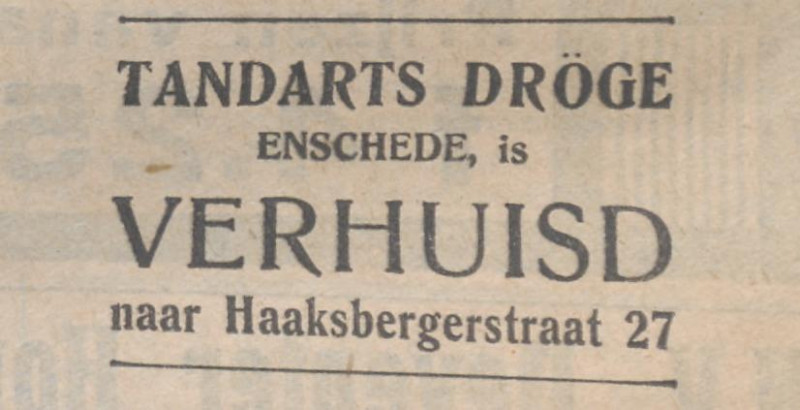 TANDARTS DRÖGE
ENSCHEDE, is
VERHUISD
naar Haaksbergerstraat 27